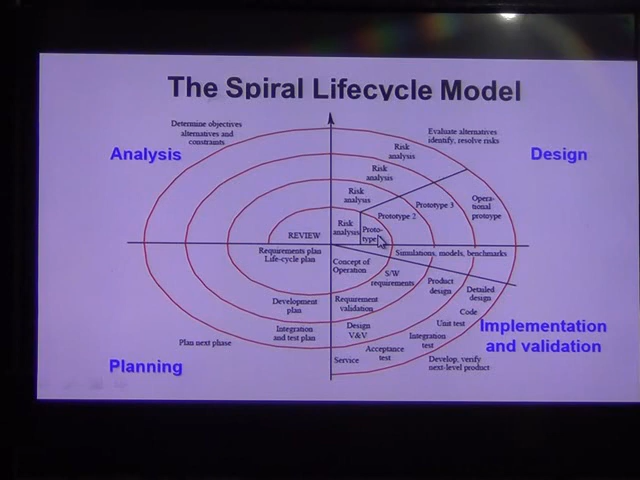 The Spiral Lifecycle Model
Determine objectives
alternatives and
constraints
Evaluate alternatives
identify, resolve risks
Analysis
Design
Risk
analysis
Risk
analysis
Risk
analysis
Risk
analysis
Proto-
type
Prototype 2
Prototype 3
Opera-
tional
protoype
REVIEW
Requirements plan
Life-cycle plan
Simulations, models, benchmarks
Concept of
Operation
S/W
requirements
Product
design
Detailed
design
Development
plan
Requirement
validation
Code
Unit test
Integration
and test plan
Design
V&V
Integration
test
Implementation
and validation
Plan next phase
Acceptance
test
Service
Develop, verify
next-level product
Planning